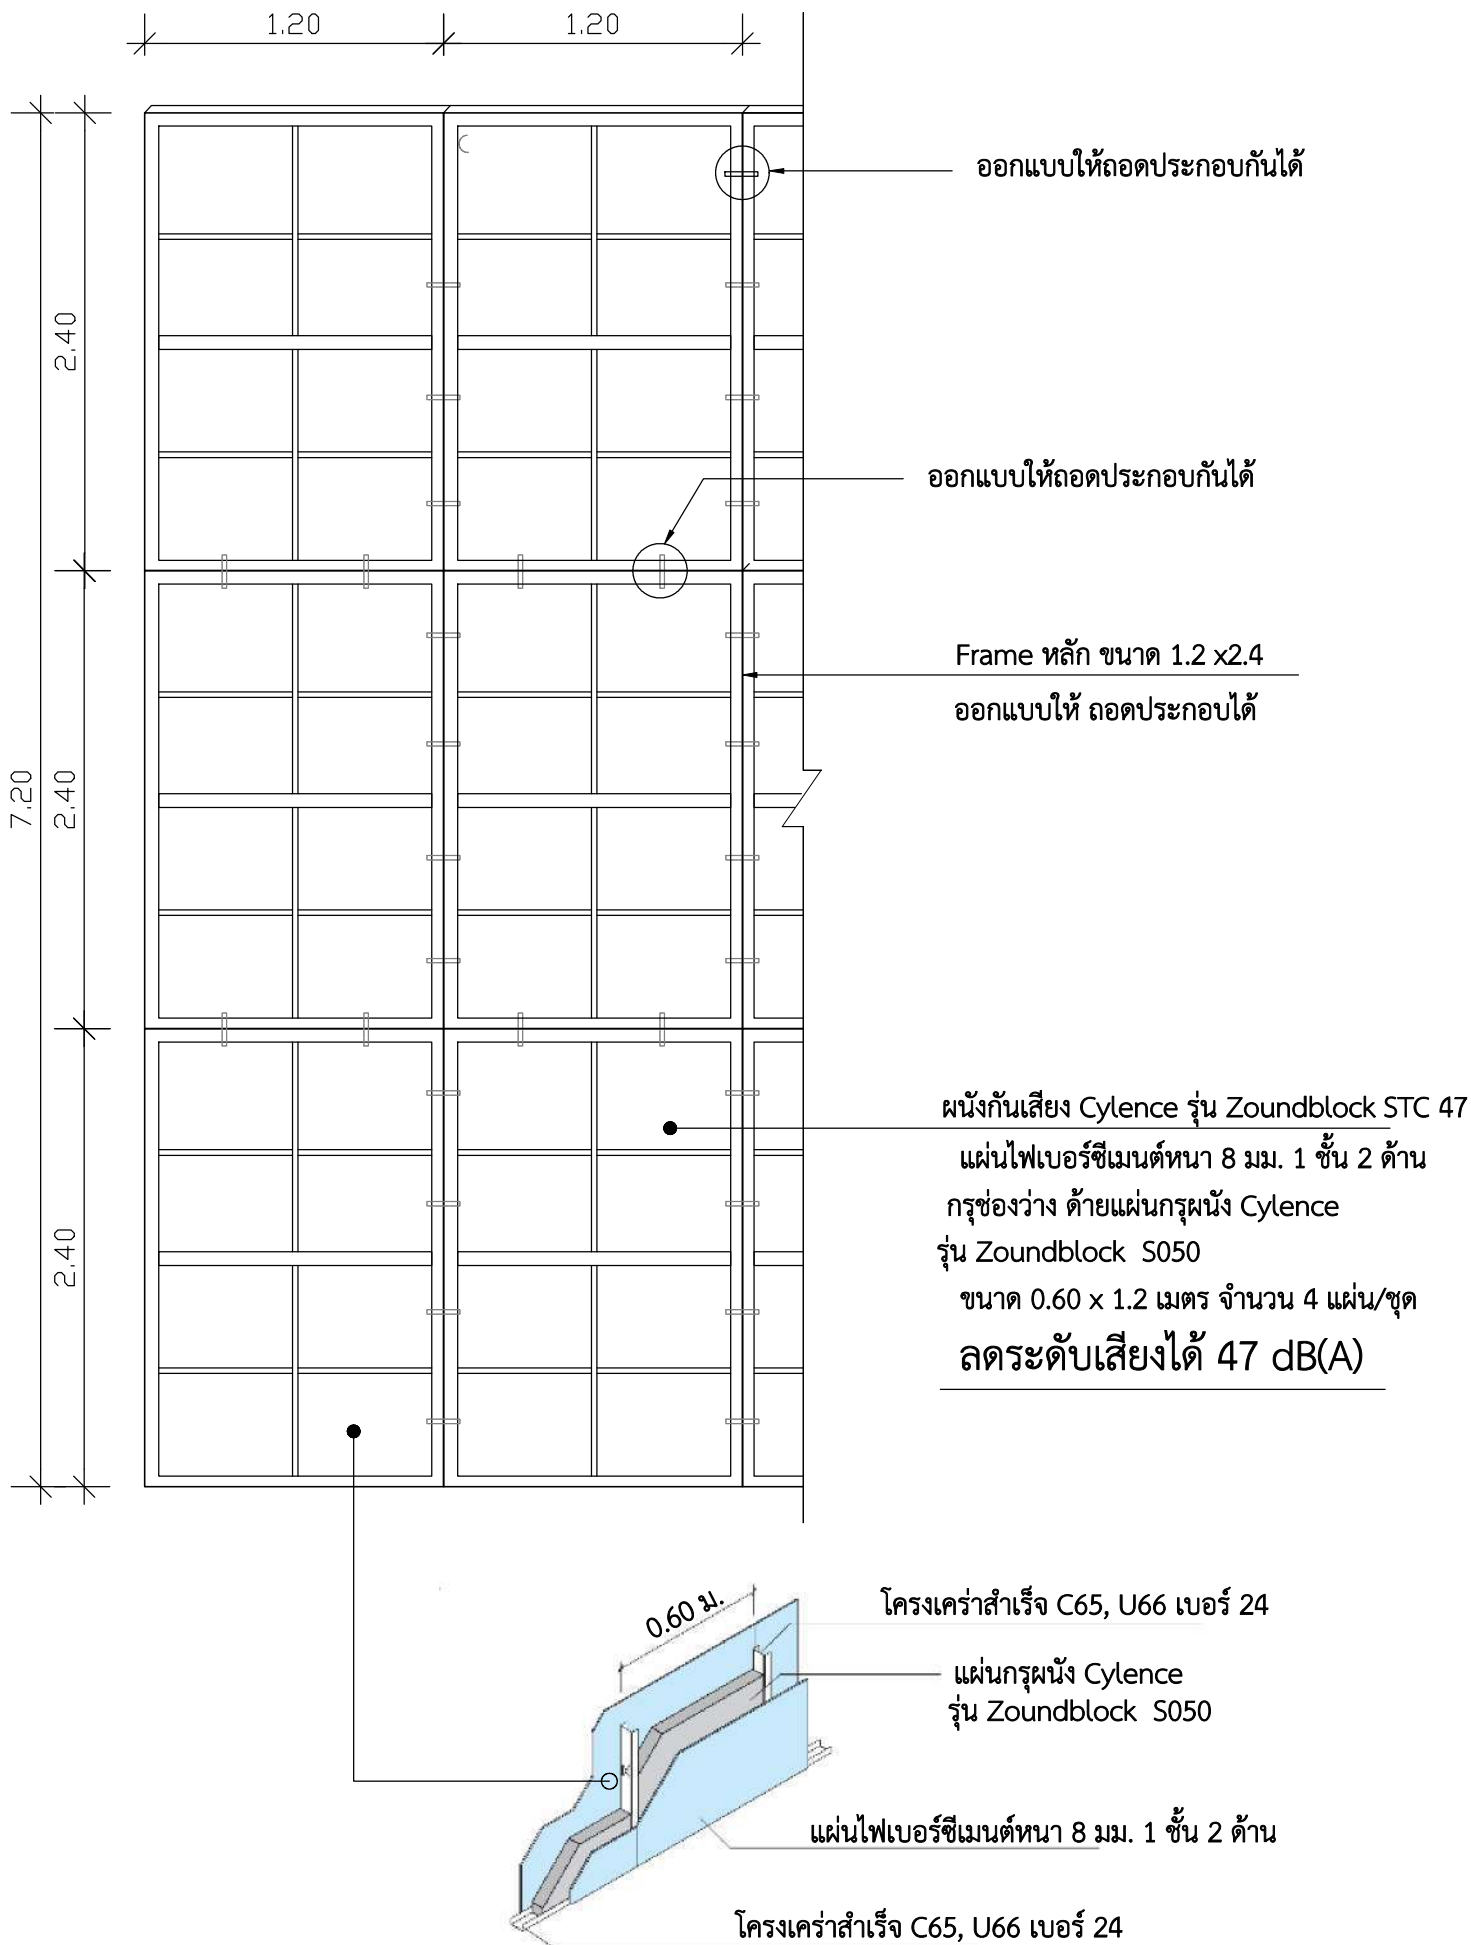 1.20
1.20
ออกแบบให้ถอดประกอบกันได้
2.40
ออกแบบให้ถอดประกอบกันได้
Frame หลัก ขนาด 1.2 x2.4
ออกแบบให้ ถอดประกอบได้
7.20
2.40
ผนังกันเสียง Cylence รุ่น Zoundblock STC 47
แผ่นไฟเบอร์ซีเมนต์หนา 8 มม. 1 ชั้น 2 ด้าน
กรุช่องว่าง ด้ายแผ่นกรุผนัง Cylence
รุ่น Zoundblock S050
2.40
ขนาด 0.60 x 1.2 เมตร จำนวน 4 แผ่น/ชุด
ลดระดับเสียงได้ 47 dB(A)
0.60 ม.
โครงเคร่าสำเร็จ C65, U66 เบอร์ 24
แผ่นกรุผนัง Cylence
รุ่น Zoundblock S050
แผ่นไฟเบอร์ซีเมนต์หนา 8 มม. 1 ชั้น 2 ด้าน
โครงเคร่าสำเร็จ C65, U66 เบอร์ 24